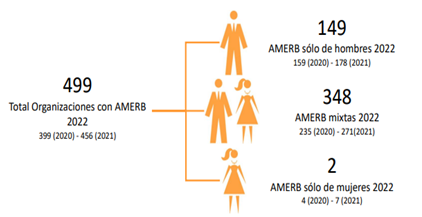 499
Total Organizaciones con AMERB
2022
399 (2020) - 456 (2021)
149
AMERB sólo de hombres 2022
159 (2020) - 178 (2021)
348
AMERB mixtas 2022
235 (2020) - 271(2021)
2
AMERB sólo de mujeres 2022
4 (2020) - 7 (2021)